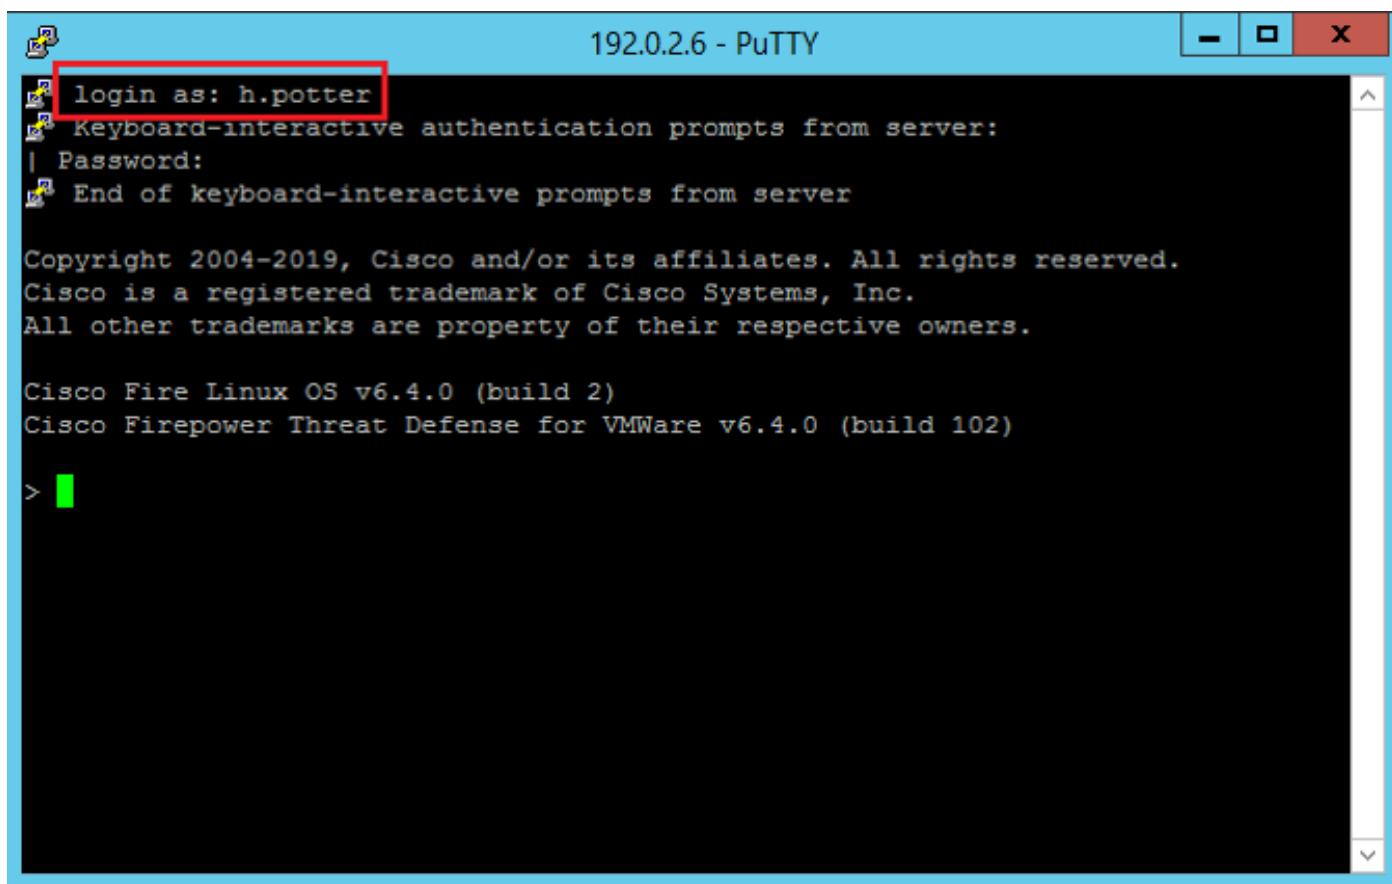 192.0.2.6 - PuTTY
login as: h.potter
Keyboard-interactive authentication prompts from server:
| Password:
End of keyboard-interactive prompts from server
Copyright 2004-2019, Cisco and/or its affiliates. All rights reserved.
Cisco is a registered trademark of Cisco Systems, Inc.
All other trademarks are property of their respective owners.
Cisco Fire Linux OS v6.4.0 (build 2)
Cisco Firepower Threat Defense for VMWare v6.4.0 (build 102)
>